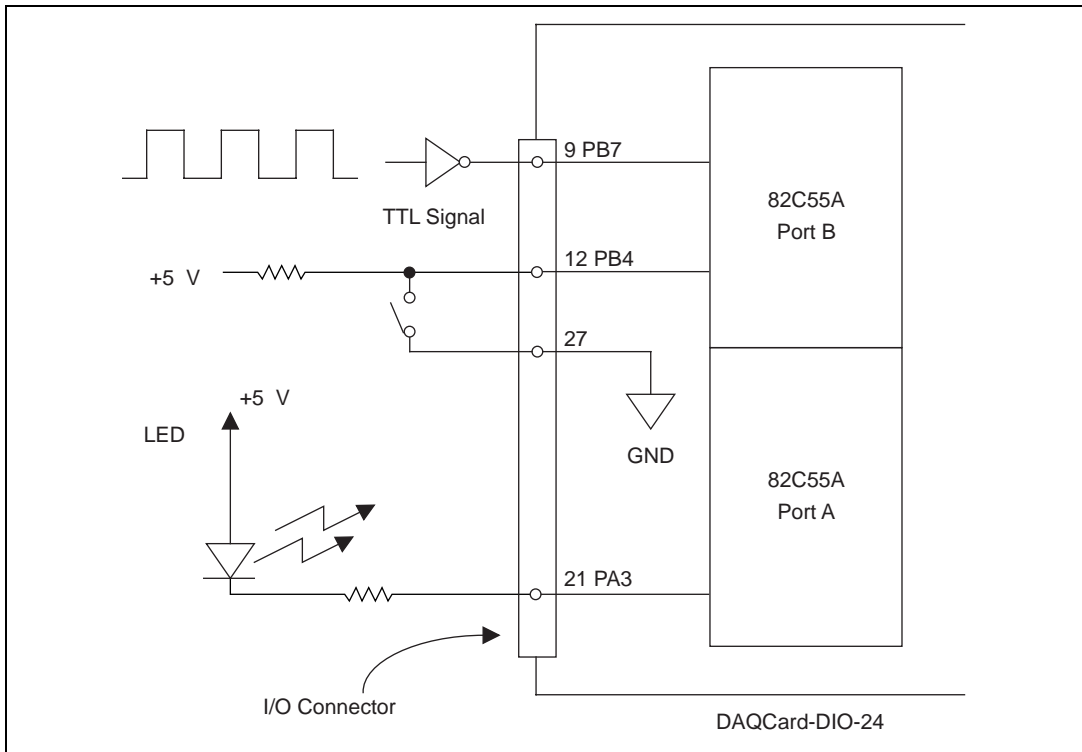 9 PB7
TTL Signal
82C55A
Port B
+5 V
12 PB4
27
+5 V
LED
GND
82C55A
Port A
21 PA3
I/O Connector
DAQCard-DIO-24